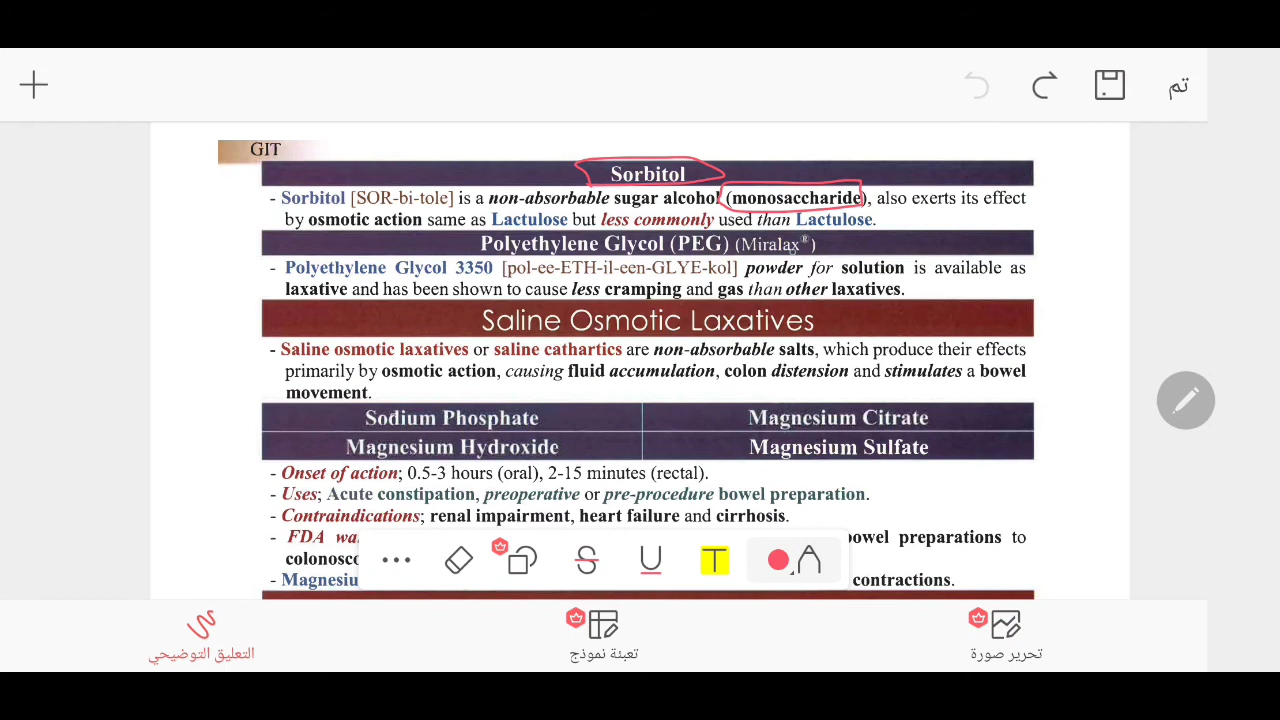 تم
GIT
Sorbitol
- Sorbitol [SOR-bi-tole] is a non-absorbable sugar alcohol (monosaccharide), also exerts its effect
by osmotic action same as Lactulose but less commonly used than Lactulose.
Polyethylene Glycol (PEG) (Miralax®)
- Polyethylene Glycol 3350 [pol-ee-ETH-il-een-GLYE-kol] powder for solution is available as
laxative and has been shown to cause less cramping and gas than other laxatives.
Saline Osmotic Laxatives
- Saline osmotic laxatives or saline cathartics are non-absorbable salts, which produce their effects
primarily by osmotic action, causing fluid accumulation, colon distension and stimulates a bowel
movement.
Sodium Phosphate Magnesium Citrate
Magnesium Hydroxide Magnesium Sulfate
- Onset of action; 0.5-3 hours (oral), 2-15 minutes (rectal).
- Uses; Acute constipation, preoperative or pre-procedure bowel preparation.
- Contraindications; renal impairment, heart failure and cirrhosis.
- FDA wa bowel preparations to
colonosco
- Magnesiu contractions.
S U T
التعليق التوضيحي تعبئة نموذج تحرير صورة